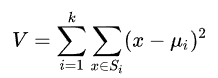 V = \sum_{i=1}^{k} \sum_{x \in S_i} (x - \mu_i)^2